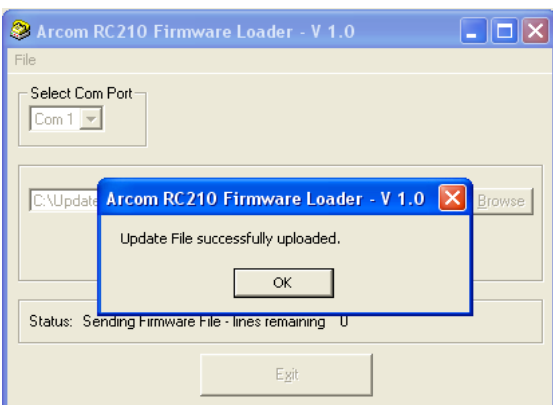 Arcom RC210 Firmware Loader - V 1.0
File
Select Com Port
Com 1
Arcom RC210 Firmware Loader - V 1.0
C:\Update
Browse
Update File successfully uploaded.
OK
Status: Sending Firmware File - lines remaining 0
Exit